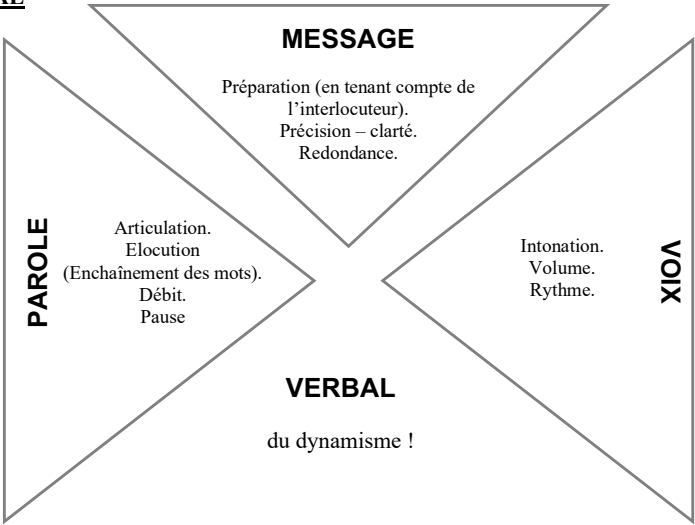 MESSAGE
Préparation (en tenant compte de
l’interlocuteur).
Précision – clarté.
Redondance.
PAROLE
Articulation.
Elocution
(Enchaînement des mots).
Débit.
Pause
Intonation.
Volume.
Rythme.
VOIX
VERBAL
du dynamisme !